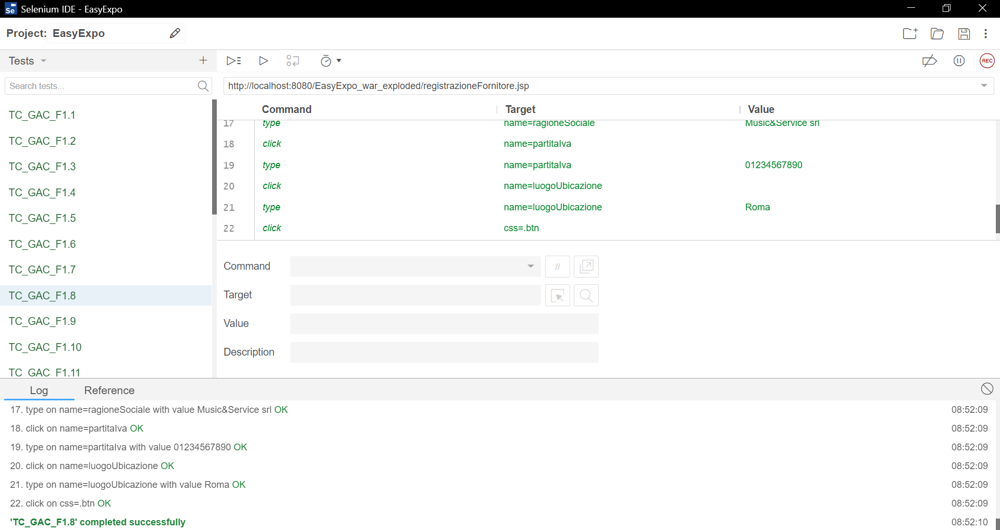 Se Selenium IDE - EasyExpo
Project: EasyExpo
Tests
REC
Search tests...
http://localhost:8080/EasyExpo_war_exploded/registrazioneFornitore.jsp
TC_GAC_F1.1
TC_GAC_F1.2
TC_GAC_F1.3
TC_GAC_F1.4
TC_GAC_F1.5
TC_GAC_F1.6
TC_GAC_F1.7
TC_GAC_F1.8
TC_GAC_F1.9
TC_GAC_F1.10
TC_GAC_F1.11
Command Target Value
17 type name=ragioneSociale Music&Service srl
18 click name=partitaIva
19 type name=partitaIva 01234567890
20 click name=luogoUbicazione
21 type name=luogoUbicazione Roma
22 click css=.btn
Command //
Target
Value
Description
Log Reference
17. type on name=ragioneSociale with value Music&Service srl OK 08:52:09
18. click on name=partitaIva OK 08:52:09
19. type on name=partitaIva with value 01234567890 OK 08:52:09
20. click on name=luogoUbicazione OK 08:52:09
21. type on name=luogoUbicazione with value Roma OK 08:52:09
22. click on css=.btn OK 08:52:09
'TC_GAC_F1.8' completed successfully 08:52:10